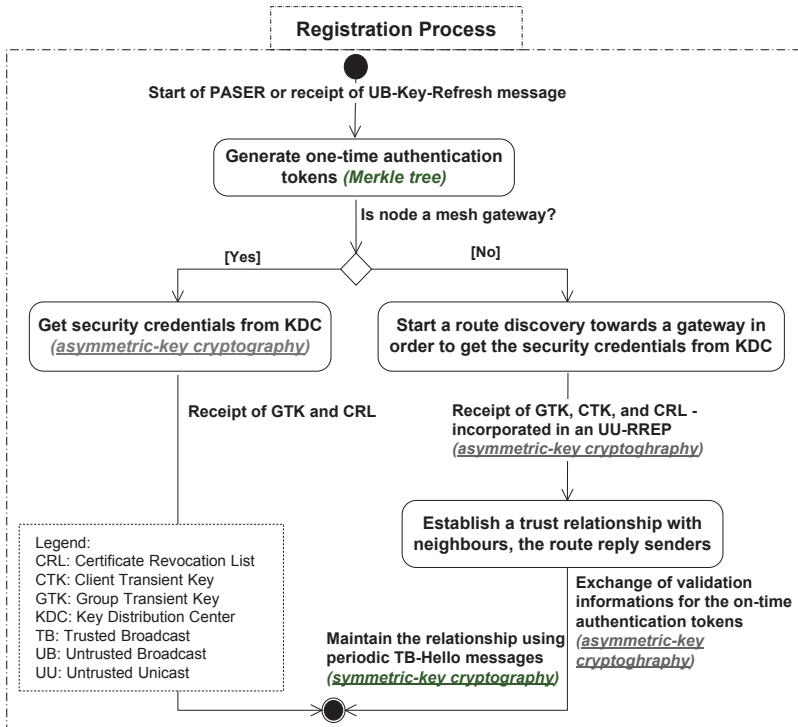 Registration Process
Start of PASER or receipt of UB-Key-Refresh message
Generate one-time authentication
tokens (Merkle tree)
Is node a mesh gateway?
[Yes]
[No]
Get security credentials from KDC
(asymmetric-key cryptography)
Start a route discovery towards a gateway in
order to get the security credentials from KDC
Receipt of GTK and CRL
Receipt of GTK, CTK, and CRL -
incorporated in an UU-RREP
(asymmetric-key cryptoghraphy)
Establish a trust relationship with
neighbours, the route reply senders
Legend:
CRL: Certificate Revocation List
CTK: Client Transient Key
GTK: Group Transient Key
KDC: Key Distribution Center
TB: Trusted Broadcast
UB: Untrusted Broadcast
UU: Untrusted Unicast
Exchange of validation
informations for the on-time
authentication tokens
(asymmetric-key
cryptoghraphy)
Maintain the relationship using
periodic TB-Hello messages
(symmetric-key cryptography)